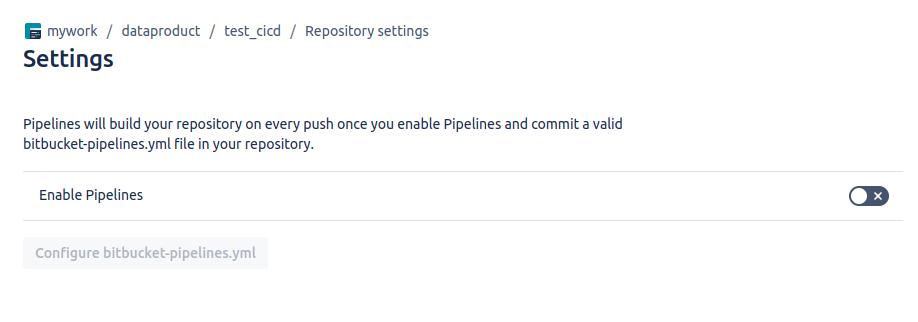 mywork / dataproduct / test_cicd / Repository settings
Settings
Pipelines will build your repository on every push once you enable Pipelines and commit a valid
bitbucket-pipelines.yml file in your repository.
Enable Pipelines
Configure bitbucket-pipelines.yml